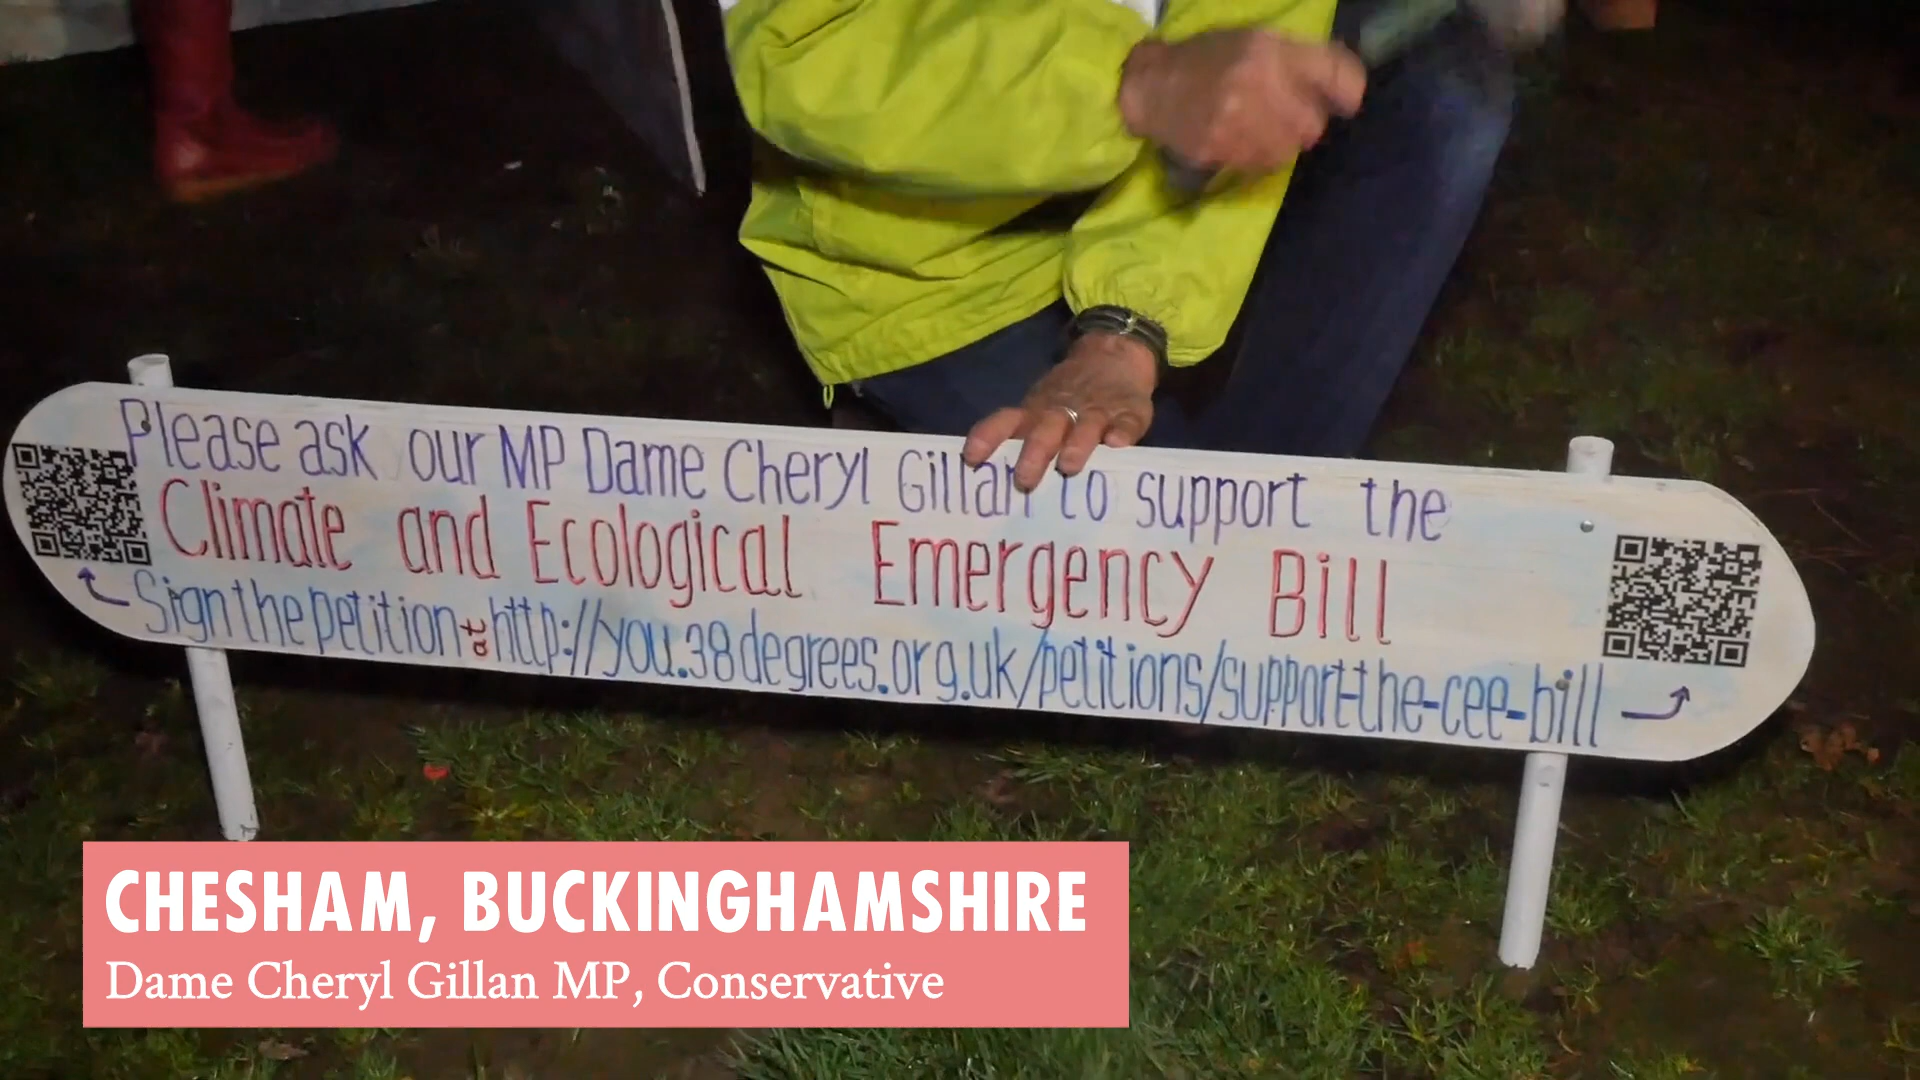 Please ask our MP Dame Cheryl Gillan to support the
Climate and Ecological Emergency Bill
Sign the petition at http://you.38degrees.org.uk/petitions/support-the-cee-bill
CHESHAM, BUCKINGHAMSHIRE
Dame Cheryl Gillan MP, Conservative